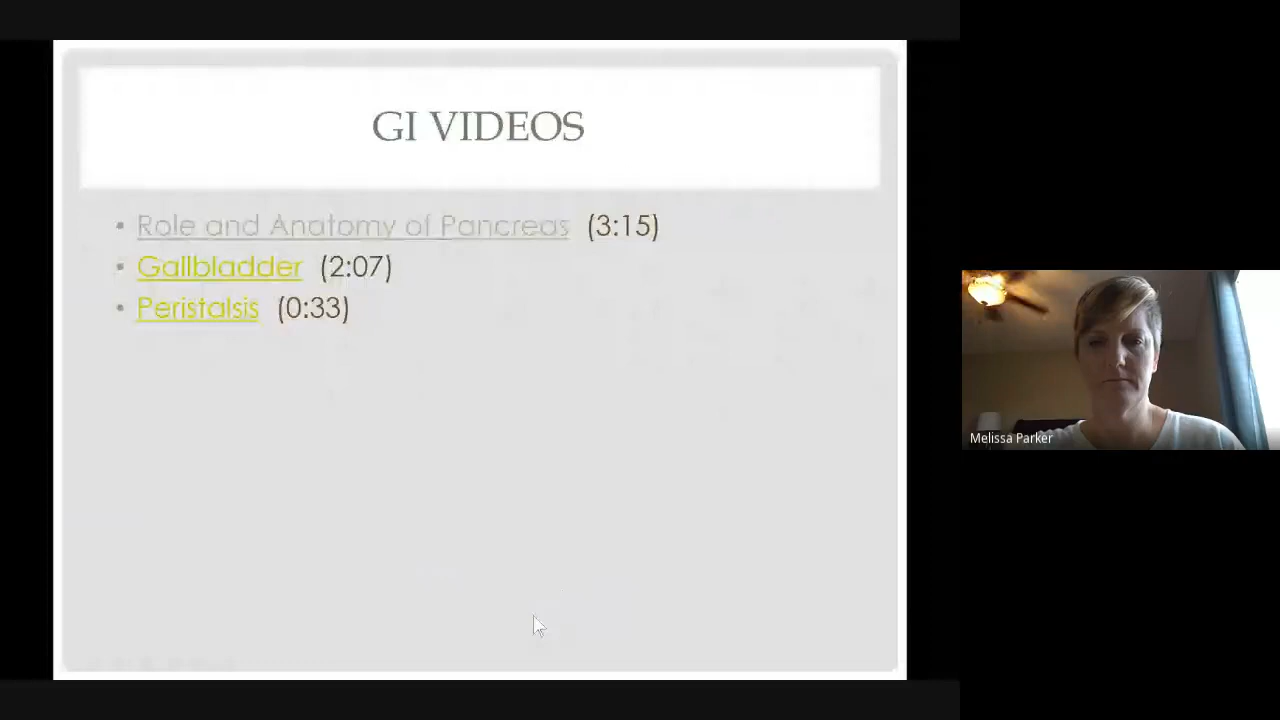 GI VIDEOS
• Role and Anatomy of Pancreas (3:15)
• Gallbladder (2:07)
• Peristalsis (0:33)
Melissa Parker